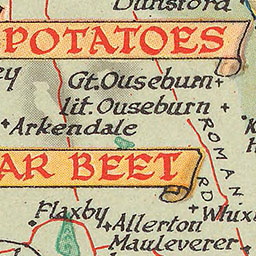 Dunsford
POTATOES
Gt. Ouseburn
lit. Ouseburn
Arkendale
ROMAN RD
AR BEET
Flaxby
Allerton
Mauleverer
Whix